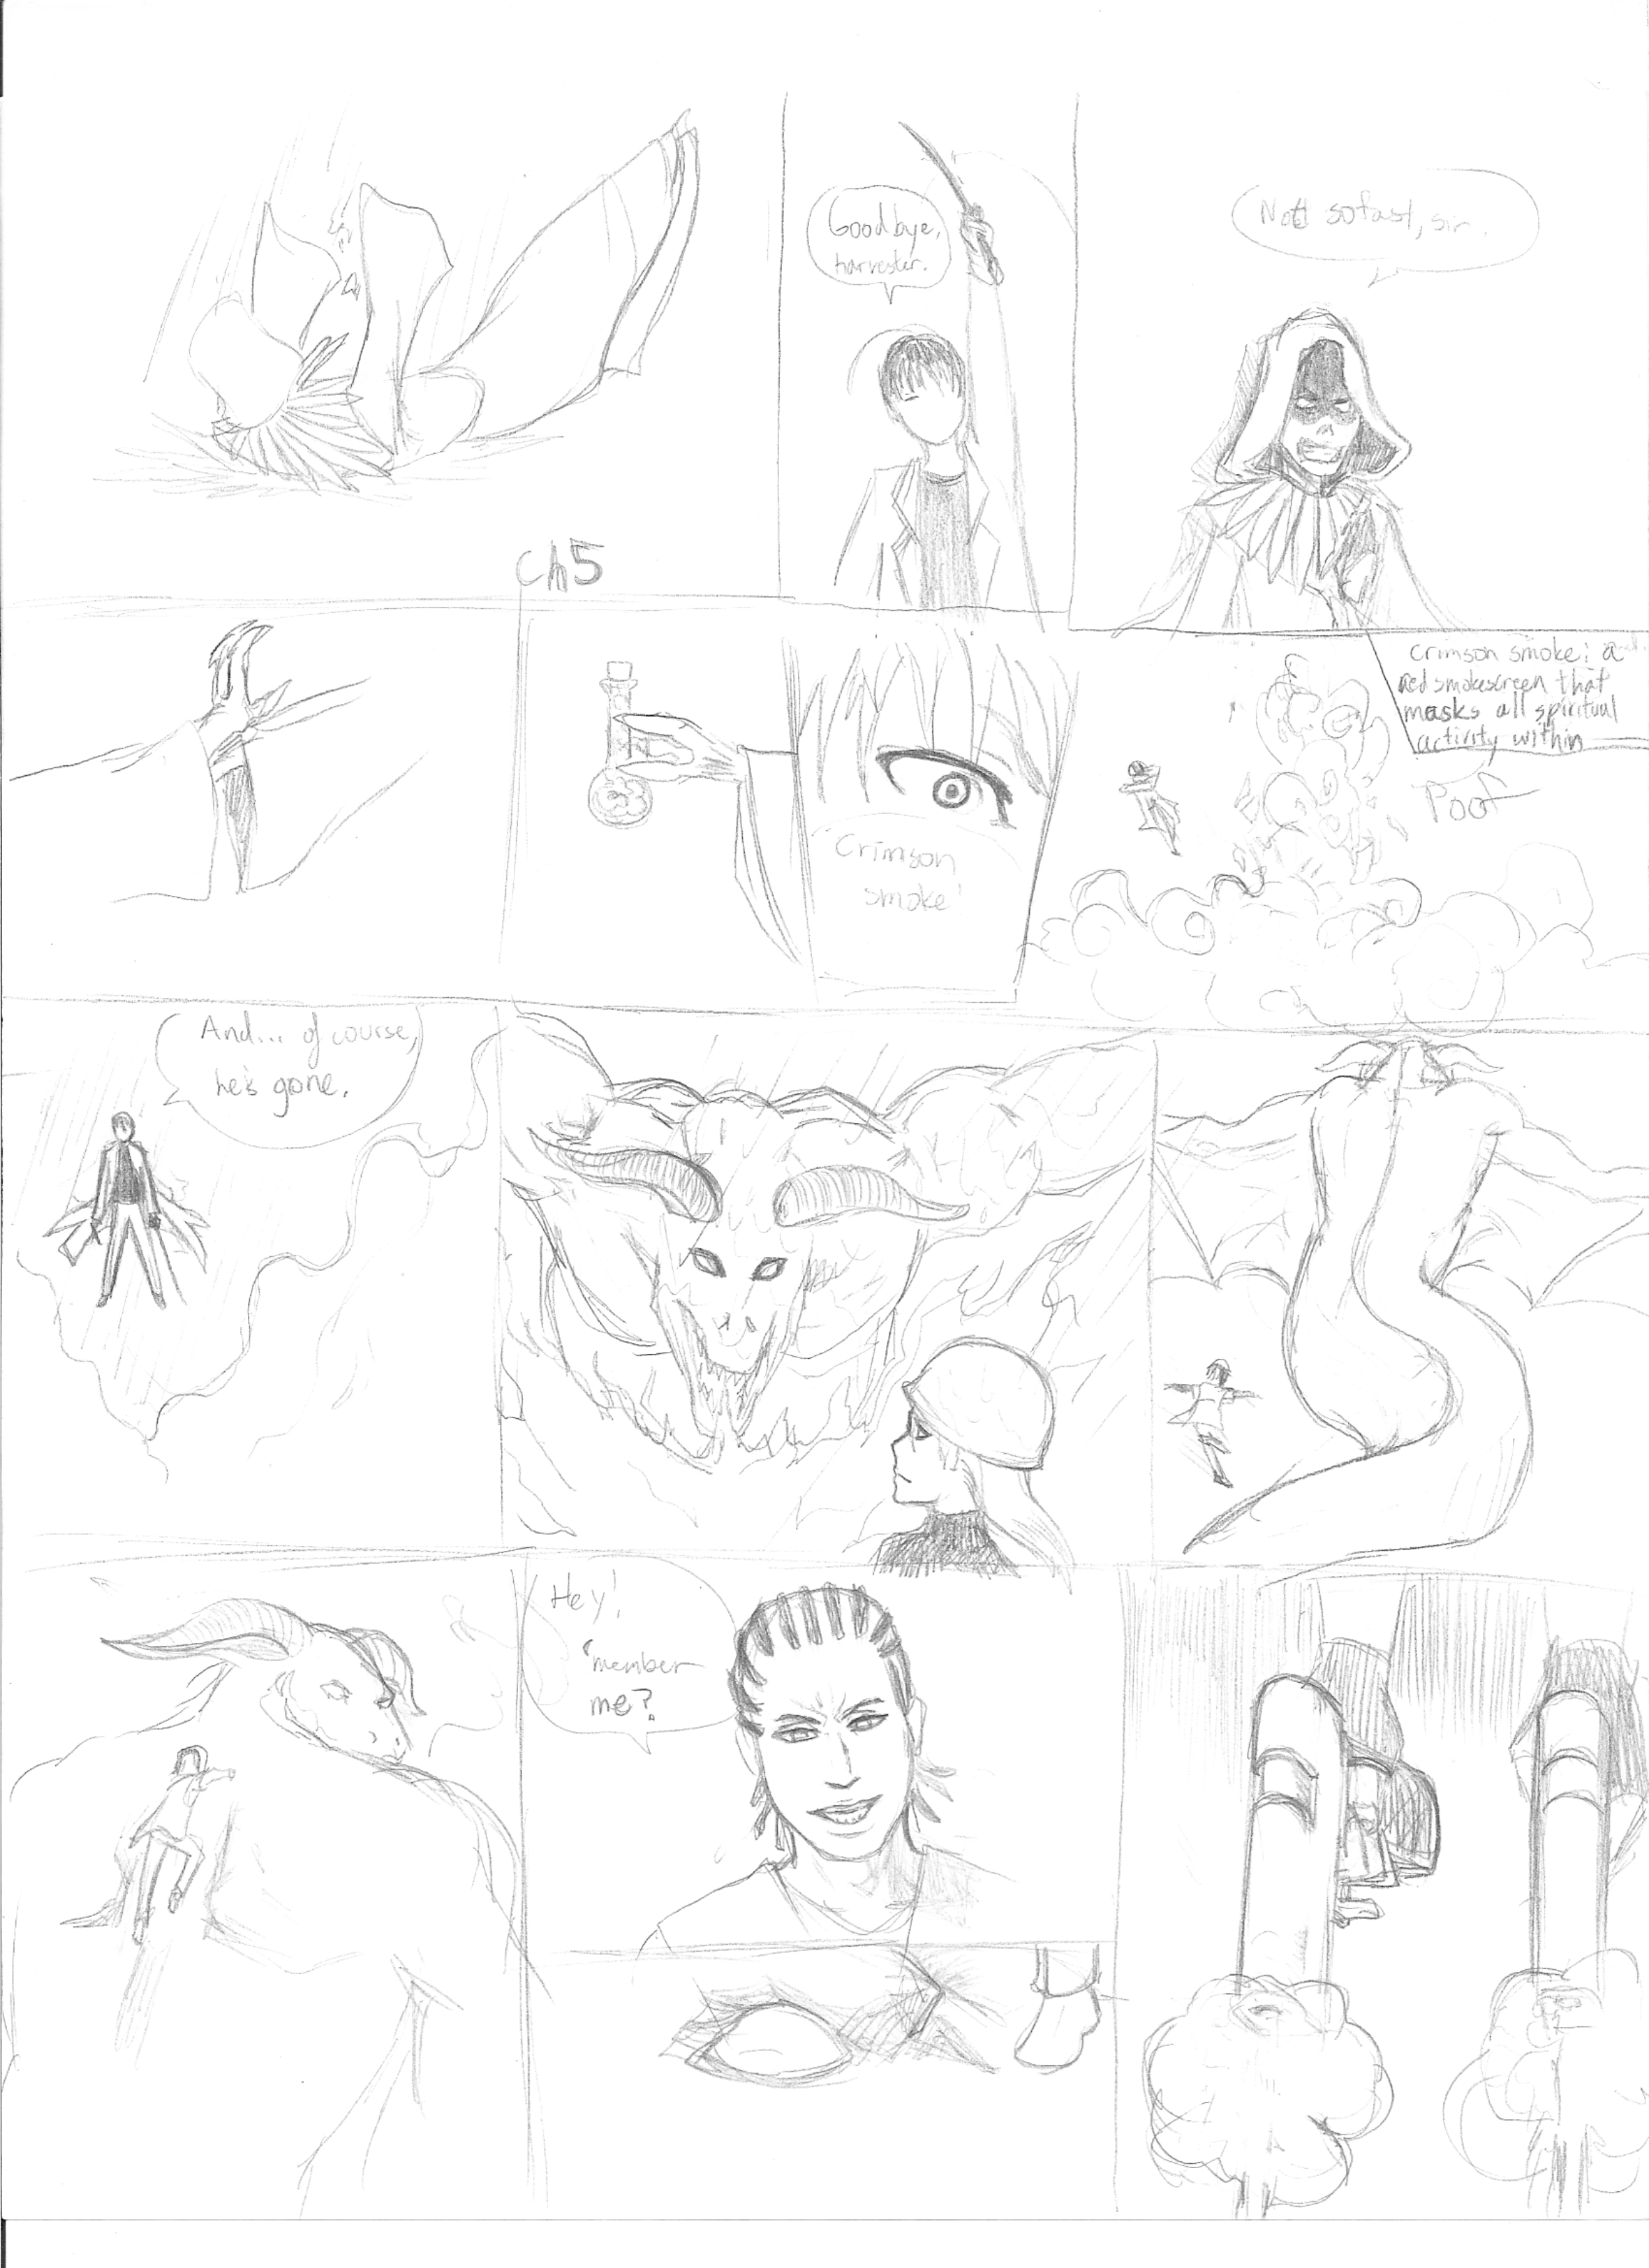 Goodbye,
harvester.
Not so fast, sir.
ch5
Crimson
smoke!
crimson smoke: a
red smokescreen that
masks all spiritual
activity within
Poof
And... of course,
he's gone.
Hey!
'member
me?